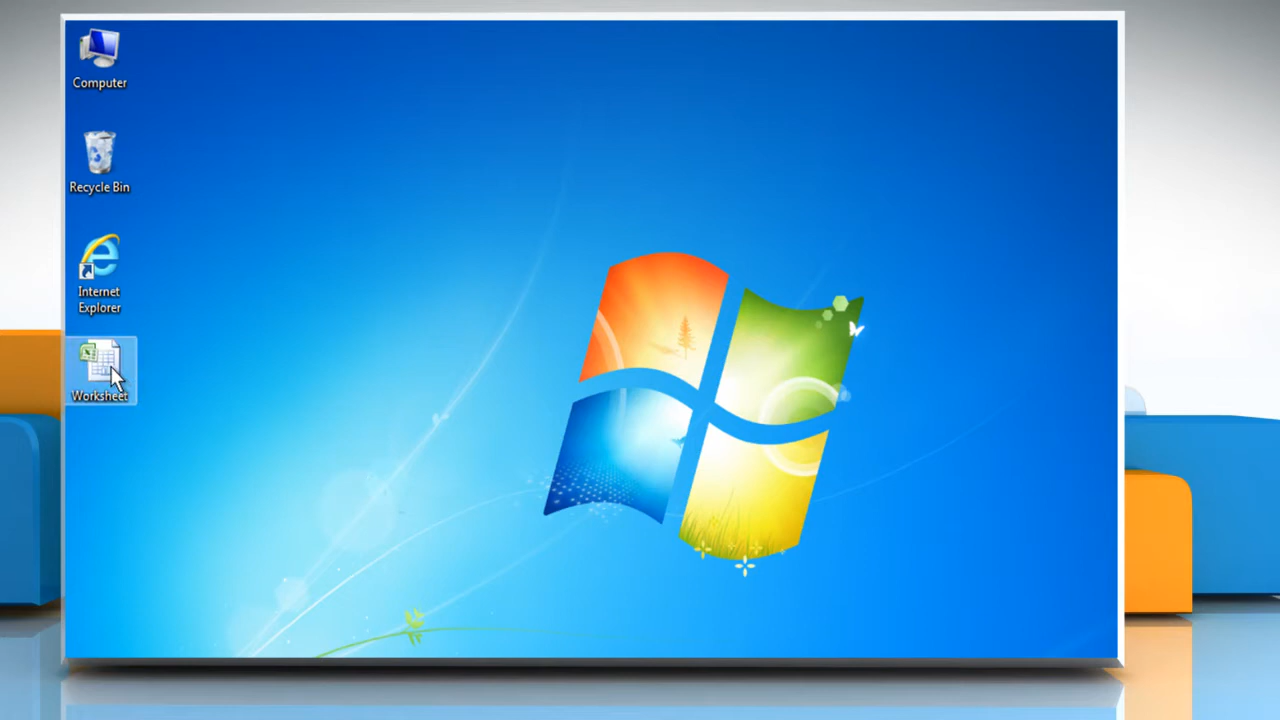 Computer
Recycle Bin
Internet
Explorer
Worksheet